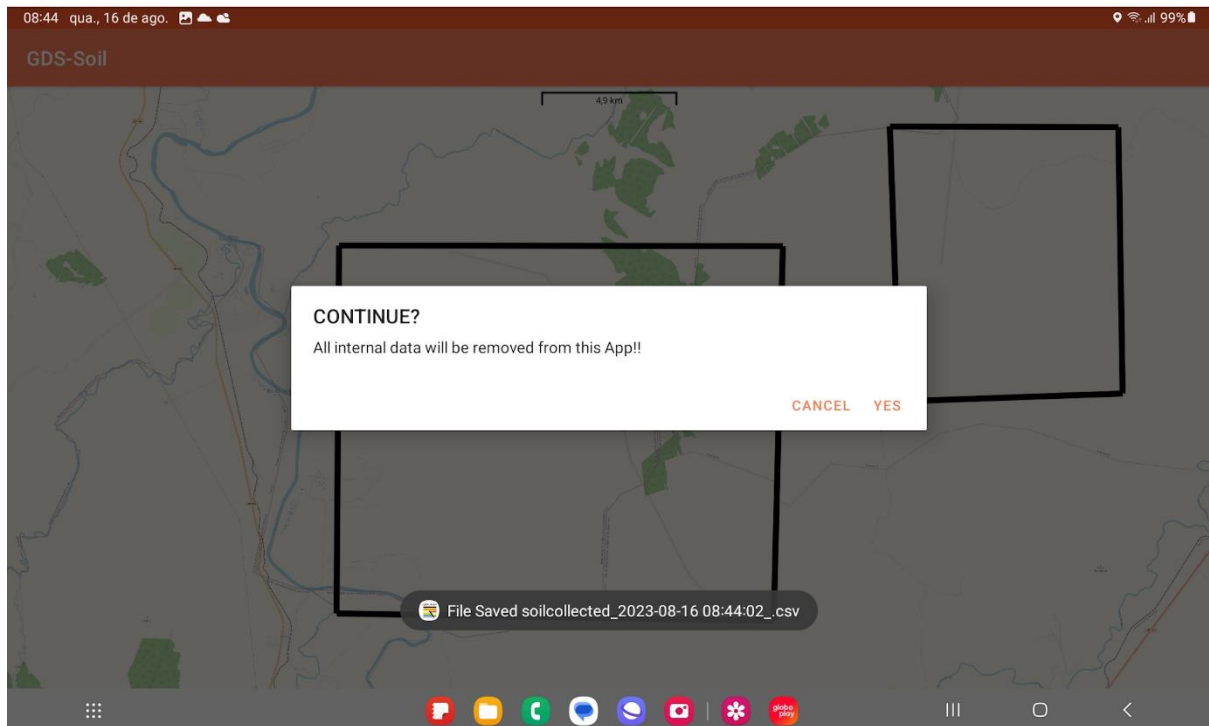 08:44 qua., 16 de ago.
99%
GDS-Soil
4,9 km
CONTINUE?
All internal data will be removed from this App!!
CANCEL YES
File Saved soilcollected_2023-08-16 08:44:02_.csv
globo
play